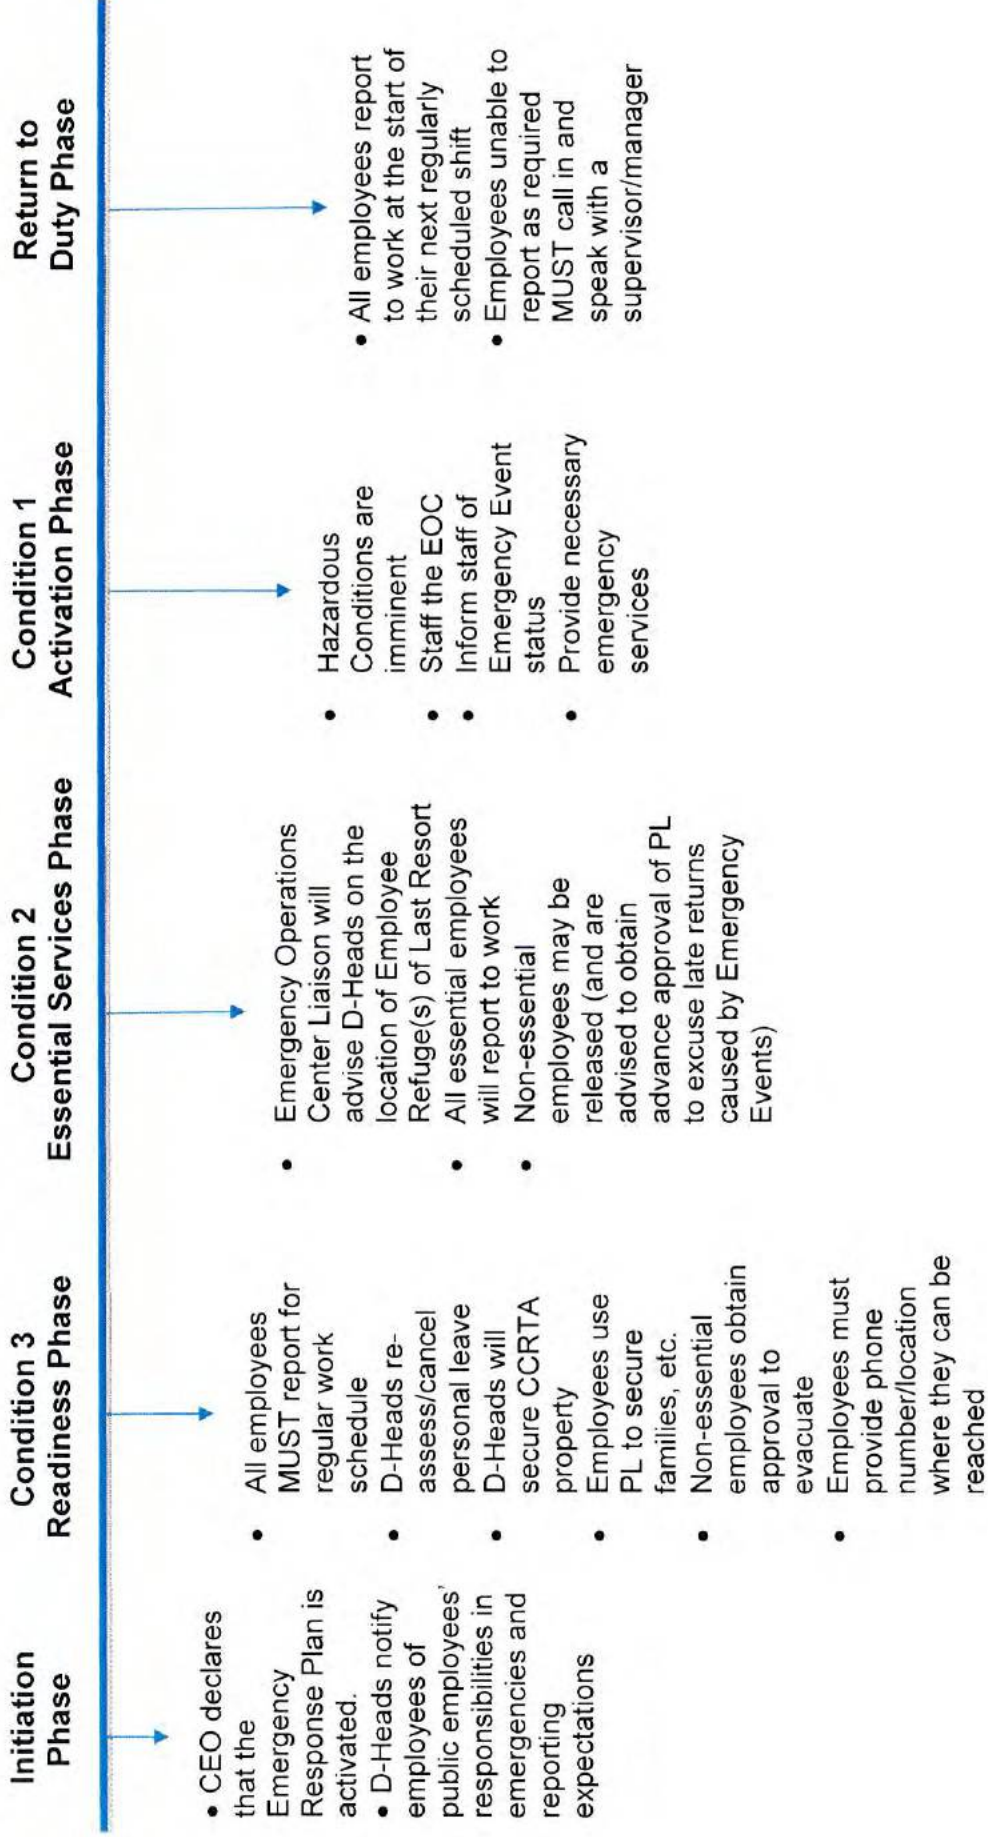 Initiation
Phase
• CEO declares
that the
Emergency
Response Plan is
activated.
• D-Heads notify
employees of
public employees'
responsibilities in
emergencies and
reporting
expectations
Condition 3
Readiness Phase
• All employees
MUST report for
regular work
schedule
• D-Heads re-
assess/cancel
personal leave
• D-Heads will
secure CCRTA
property
• Employees use
PL to secure
families, etc.
• Non-essential
employees obtain
approval to
evacuate
• Employees must
provide phone
number/location
where they can be
reached
Condition 2
Essential Services Phase
• Emergency Operations
Center Liaison will
advise D-Heads on the
location of Employee
Refuge(s) of Last Resort
• All essential employees
will report to work
• Non-essential
employees may be
released (and are
advised to obtain
advance approval of PL
to excuse late returns
caused by Emergency
Events)
Condition 1
Activation Phase
• Hazardous
Conditions are
imminent
• Staff the EOC
• Inform staff of
Emergency Event
status
• Provide necessary
emergency
services
Return to
Duty Phase
• All employees report
to work at the start of
their next regularly
scheduled shift
• Employees unable to
report as required
MUST call in and
speak with a
supervisor/manager